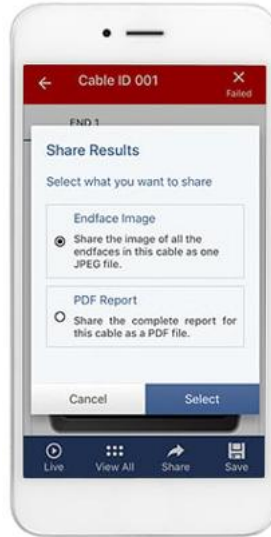 Cable ID 001
Failed
END 1
Share Results
Select what you want to share
Endface Image
Share the image of all the
endfaces in this cable as one
JPEG file.
PDF Report
Share the complete report for
this cable as a PDF file.
Cancel
Select
Live
View All
Share
Save